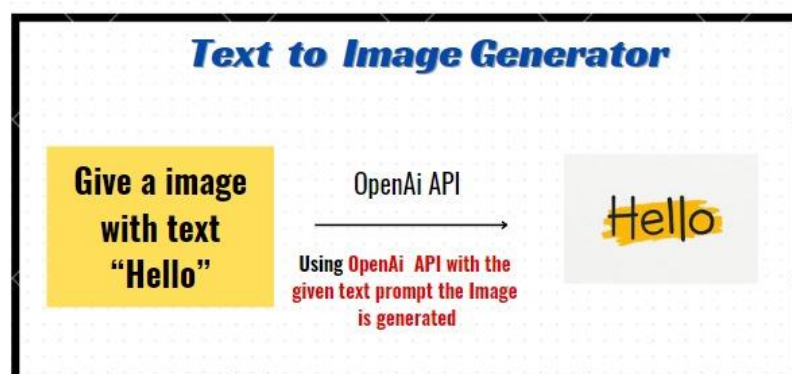 Text to Image Generator
Give a image
with text
“Hello”
OpenAi API
Using OpenAi API with the
given text prompt the Image
is generated
Hello